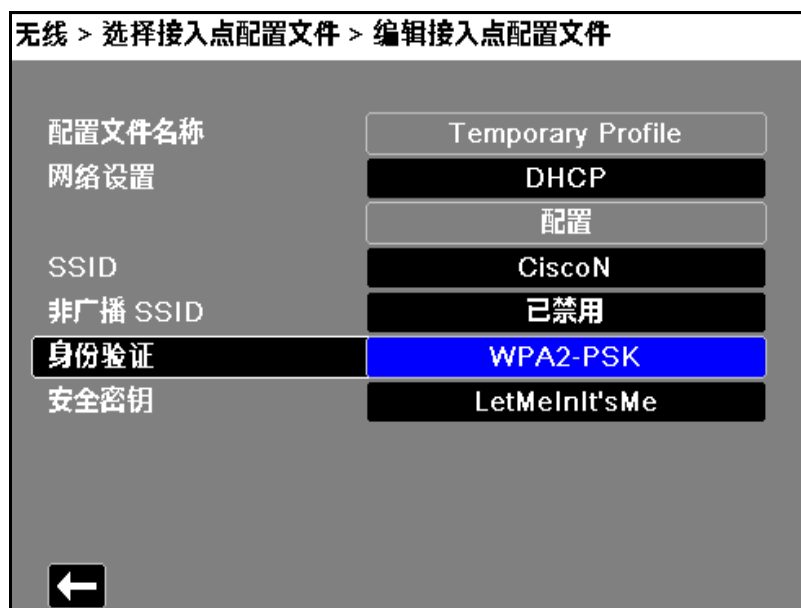 无线 > 选择接入点配置文件 > 编辑接入点配置文件
配置文件名称 Temporary Profile
网络设置 DHCP
配置
SSID CiscoN
非广播 SSID 已禁用
身份验证 WPA2-PSK
安全密钥 LetMeInIt'sMe